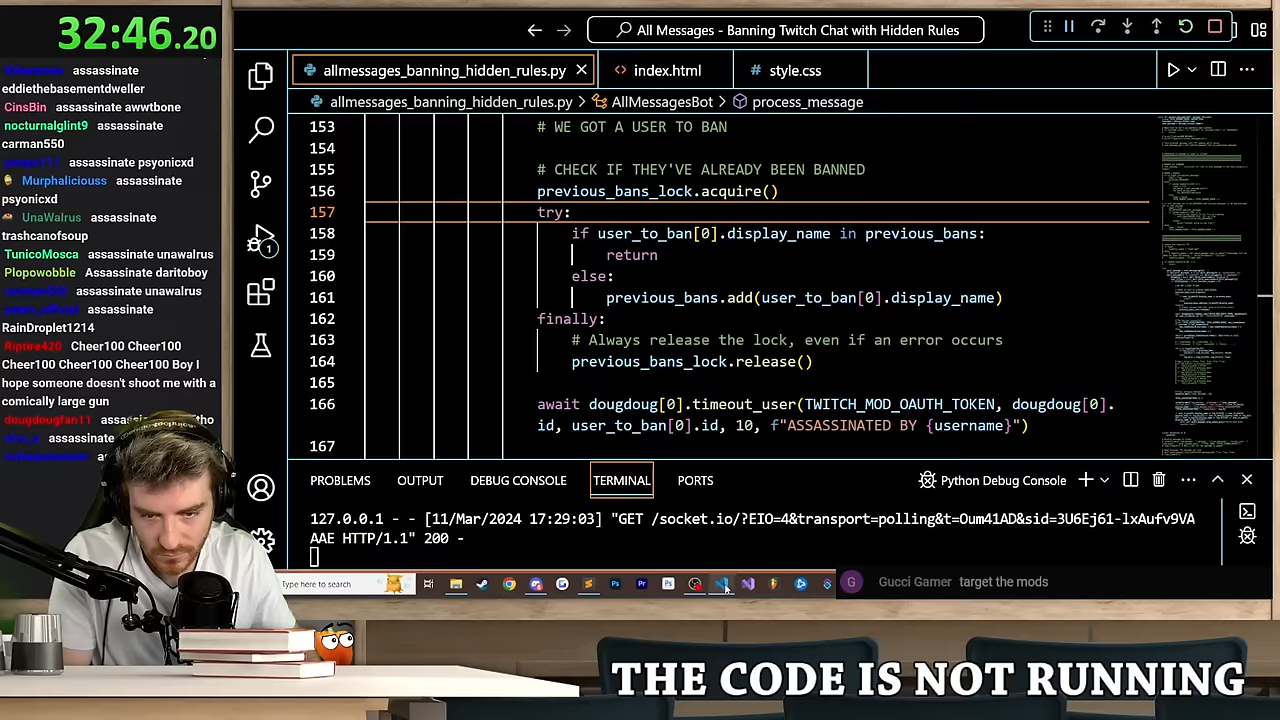 32:46.20
assassinate
eddiethebasementdweller
CinsBin assassinate awwtbone
nocturnalglint9 assassinate
carman550
assassinate psyonicxd
Murphaliciouss assassinate
psyonicxd
UnaWalrus assassinate
trashcanofsoup
TunicoMosca assassinate unawalrus
Plopowobble Assassinate daritoboy
assassinate unawalrus
assassinate
RainDroplet1214
Riptire420 Cheer100 Cheer100
Cheer100 Cheer100 Cheer100 Boy I
hope someone doesn't shoot me with a
comically large gun
dougdougfan11
assassinate
All Messages - Banning Twitch Chat with Hidden Rules
allmessages_banning_hidden_rules.py
index.html
style.css
allmessages_banning_hidden_rules.py > AllMessagesBot > process_message
153 # WE GOT A USER TO BAN
154
155 # CHECK IF THEY'VE ALREADY BEEN BANNED
156 previous_bans_lock.acquire()
157 try:
158 if user_to_ban[0].display_name in previous_bans:
159 return
160 else:
161 previous_bans.add(user_to_ban[0].display_name)
162 finally:
163 # Always release the lock, even if an error occurs
164 previous_bans_lock.release()
165
166 await dougdoug[0].timeout_user(TWITCH_MOD_OAUTH_TOKEN, dougdoug[0].
id, user_to_ban[0].id, 10, f"ASSASSINATED BY {username}")
167
1
PROBLEMS OUTPUT DEBUG CONSOLE TERMINAL PORTS Python Debug Console
127.0.0.1 - - [11/Mar/2024 17:29:03] "GET /socket.io/?EIO=4&transport=polling&t=Oum41AD&sid=3U6Ej61-lxAufv9VA
AAE HTTP/1.1" 200 -
Type here to search
G Gucci Gamer target the mods
THE CODE IS NOT RUNNING